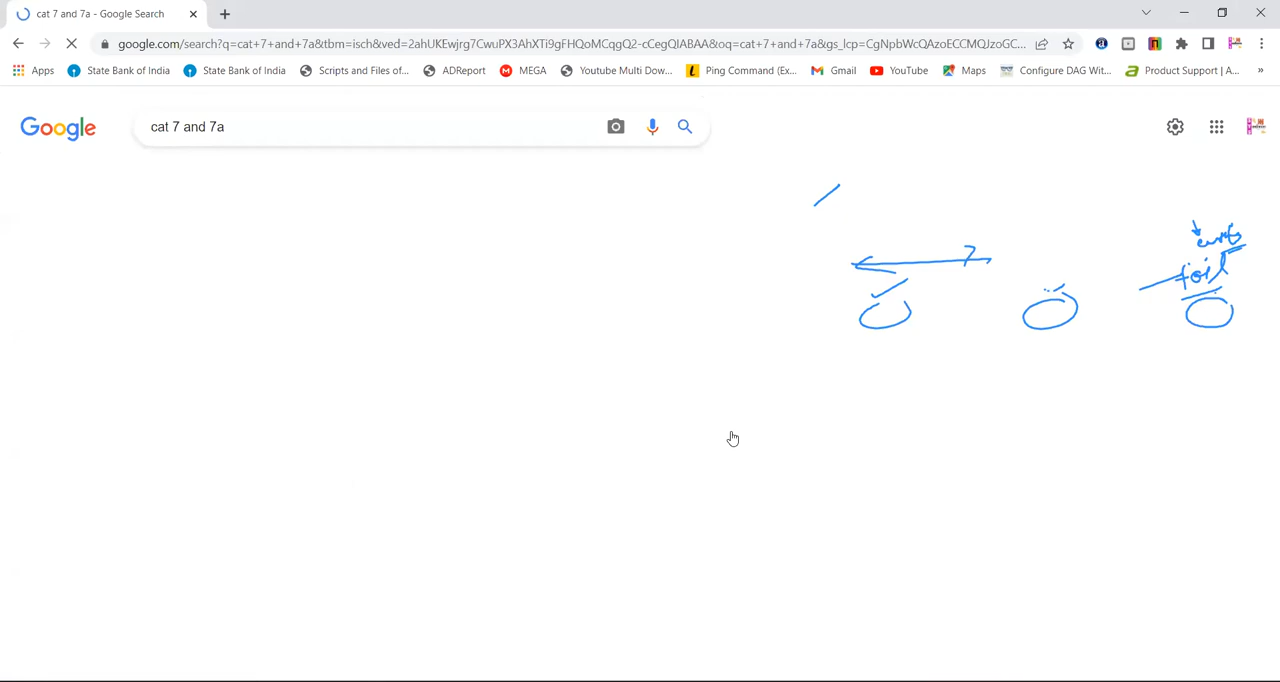 cat 7 and 7a - Google Search
google.com/search?q=cat+7+and+7a&tbm=isch&ved=2ahUKEwjrg7CwuPX3AhXTi9gFHQoMCqgQ2-cCegQIABAA&oq=cat+7+and+7a&gs_lcp=CgNpbWcQAzoECCMQJzoGC...
Apps State Bank of India State Bank of India Scripts and Files of... ADReport MEGA Youtube Multi Dow... Ping Command (Ex... Gmail YouTube Maps Configure DAG Wit... Product Support | A... »
Google cat 7 and 7a
foil